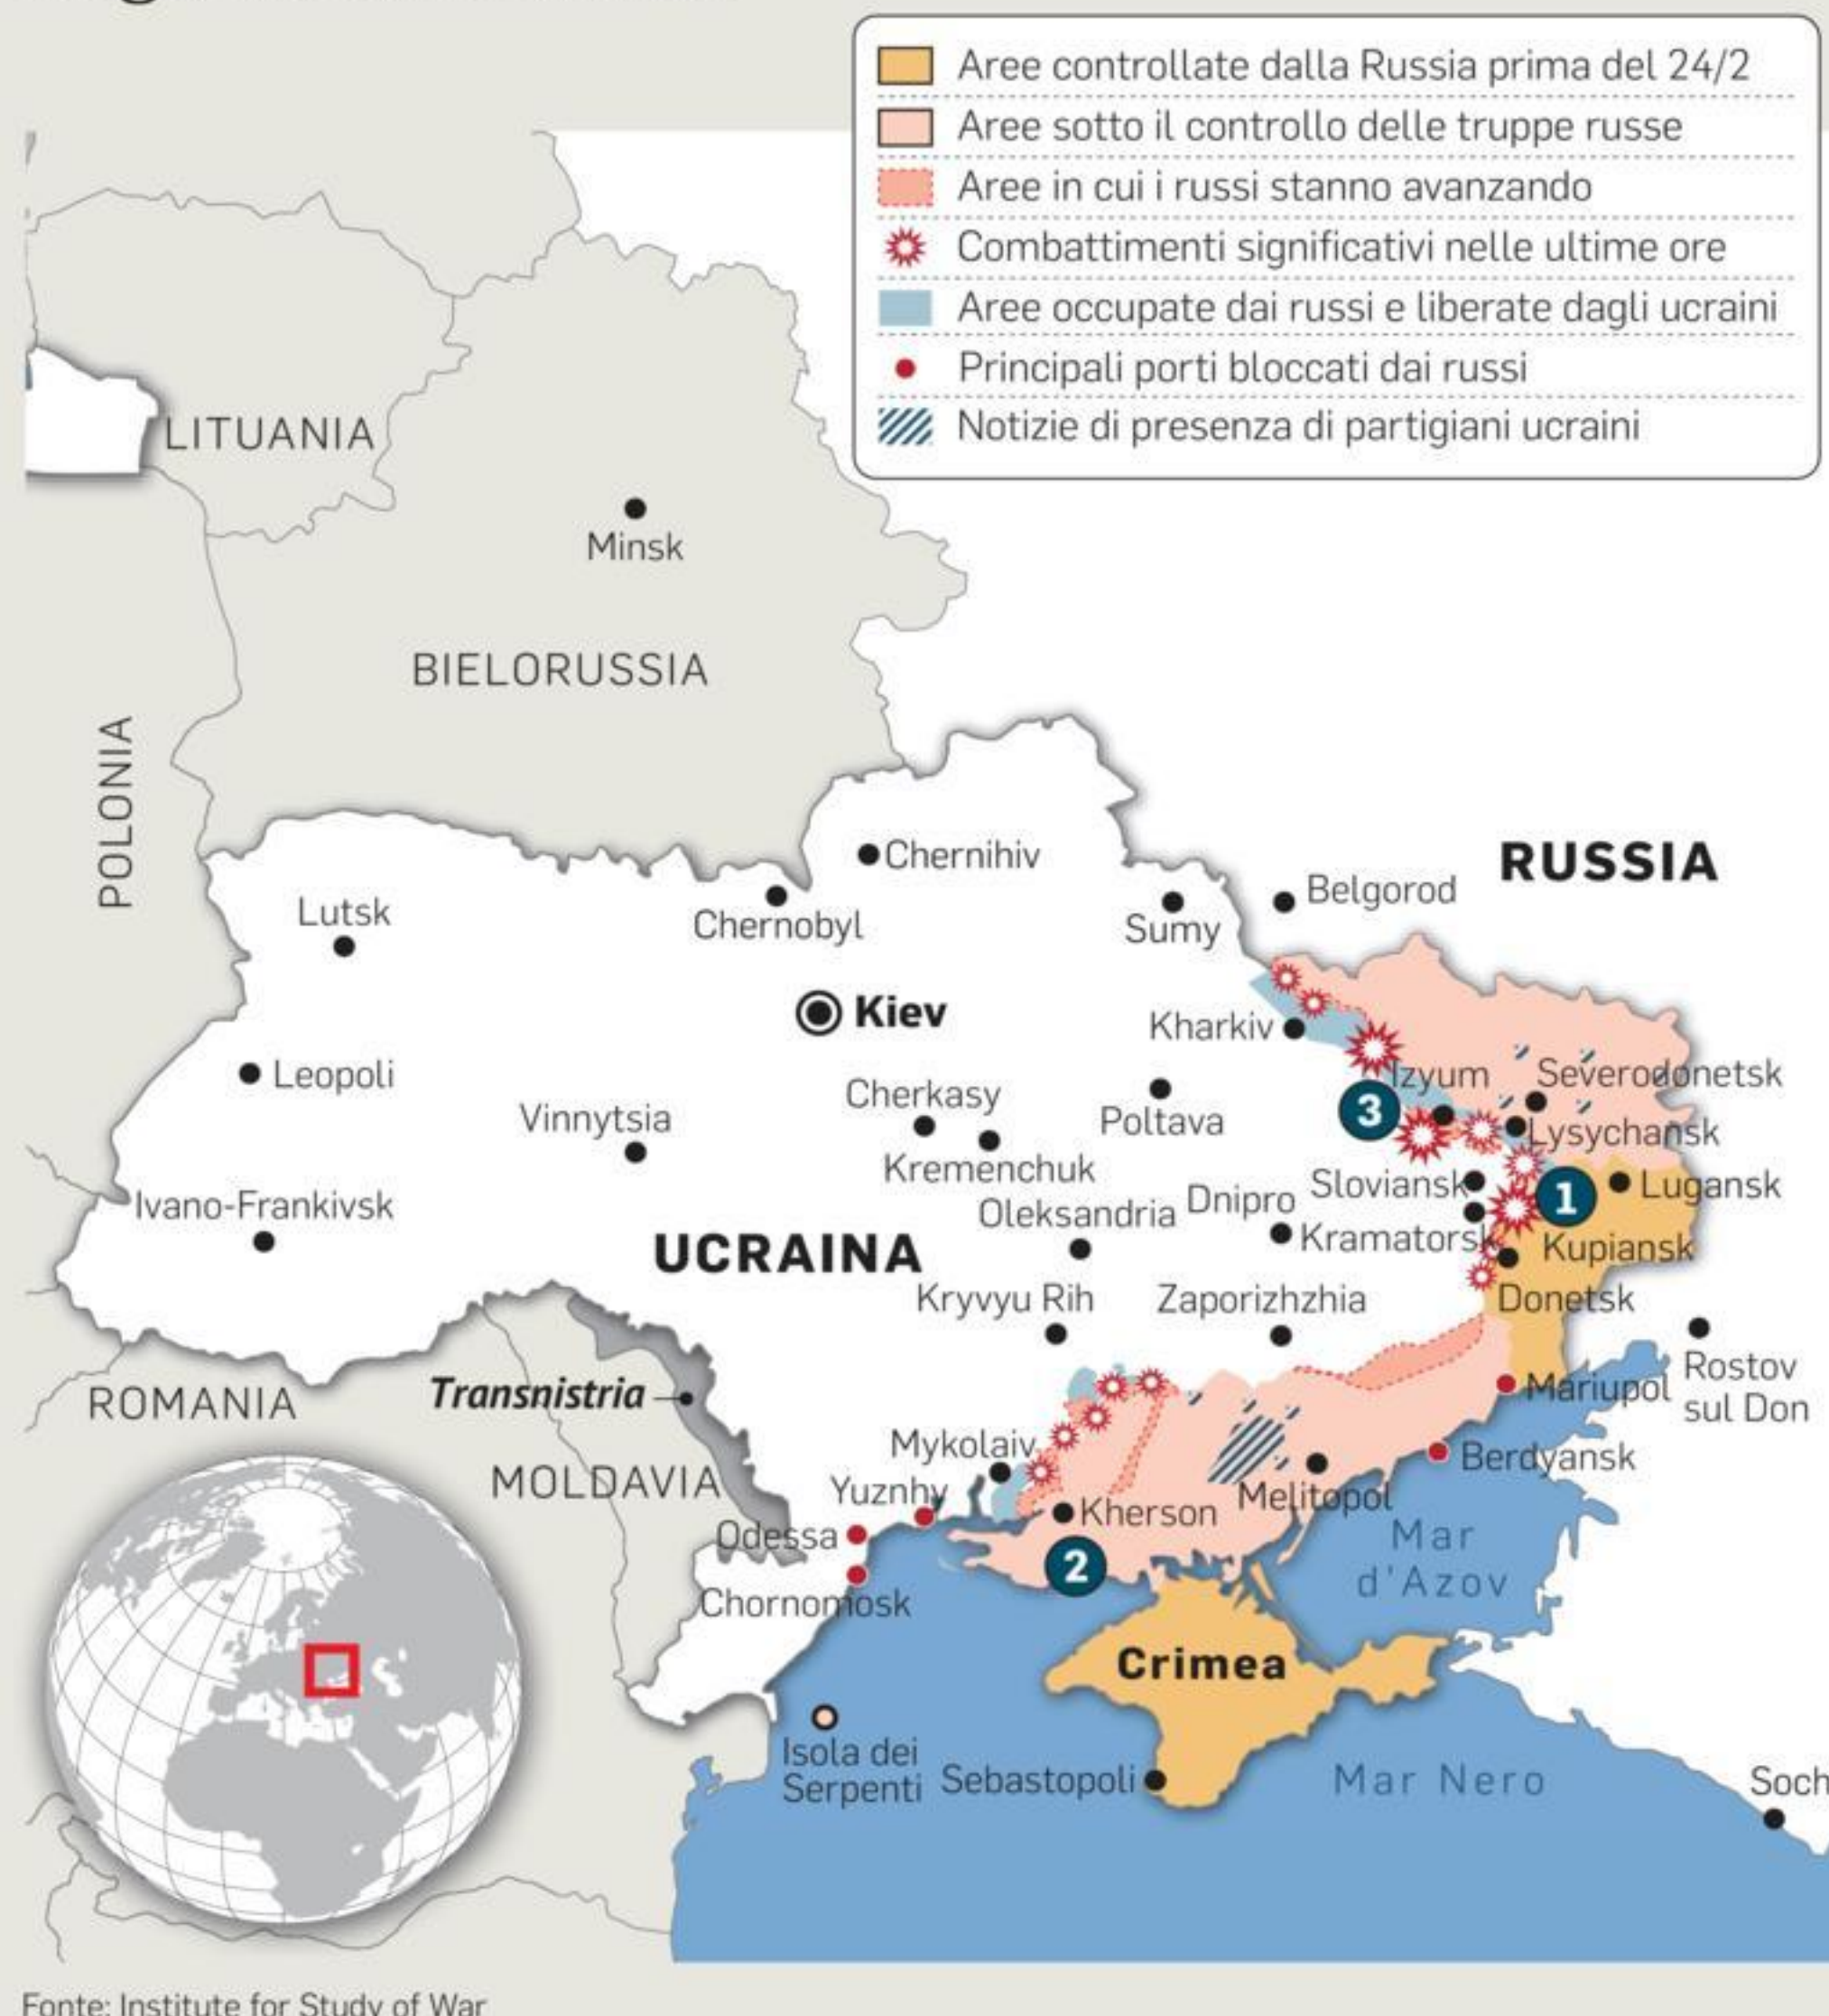 Aree controllate dalla Russia prima del 24/2
Aree sotto il controllo delle truppe russe
Aree in cui i russi stanno avanzando
Combattimenti significativi nelle ultime ore
Aree occupate dai russi e liberate dagli ucraini
Principali porti bloccati dai russi
Notizie di presenza di partigiani ucraini
LITUANIA
Minsk
BIELORUSSIA
POLONIA
Chernihiv
RUSSIA
Belgorod
Lutsk
Chernobyl
Sumy
Kiev
Kharkiv
Leopoli
Izyum
Severodonetsk
Cherkasy
3
Vinnytsia
Poltava
Lysychansk
Kremenchuk
Sloviansk
1
Lugansk
Ivano-Frankivsk
Oleksandria
Dnipro
UCRAINA
Kramatorsk
Kupiansk
Kryvyu Rih
Zaporizhzhia
Donetsk
Rostov
sul Don
Transnistria
Mariupol
ROMANIA
Mykolaiv
Berdyansk
MOLDAVIA
Yuznhy
Melitopol
Kherson
Odessa
Mar
d'Azov
2
Chornomosk
Crimea
Isola dei
Serpenti
Sebastopoli
Mar Nero
Soch
Fonte: Institute for Study of War